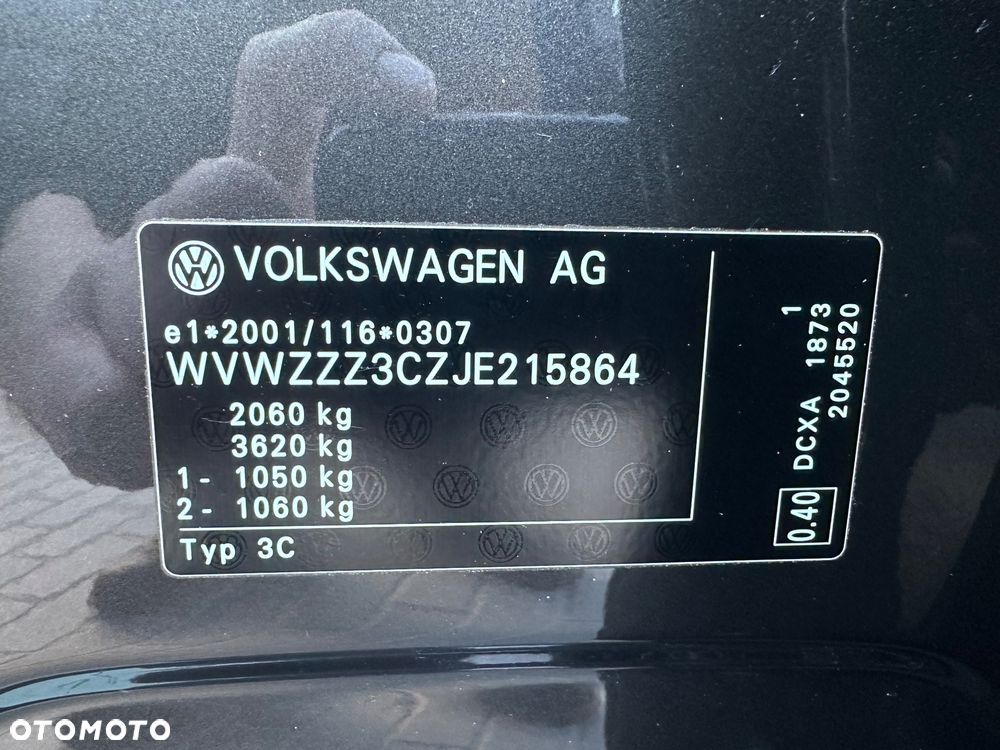 VOLKSWAGEN AG
e1*2001/116*0307
WVWZZZ3CZJE215864
2060 kg
3620 kg
1- 1050 kg
2- 1060 kg
Typ 3C
0.40 DCXA 1873 1
2045520
OTOMOTO